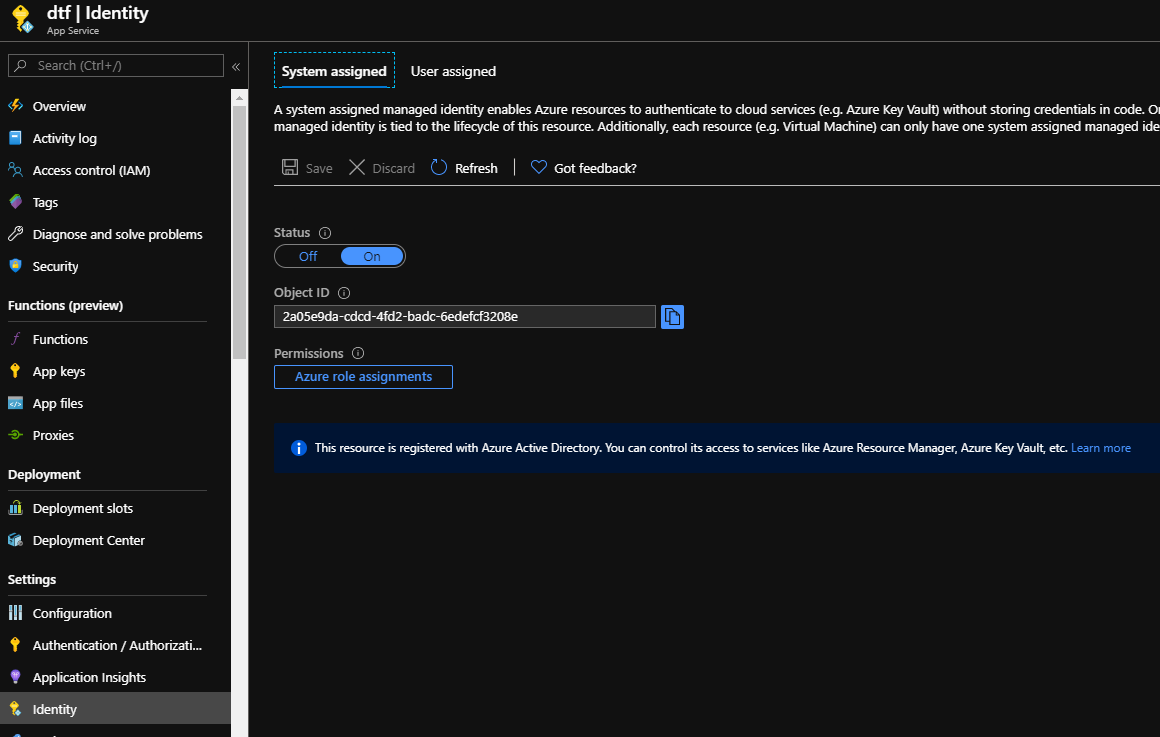 dtf | Identity
App Service
Search (Ctrl+/)
«
Overview
Activity log
Access control (IAM)
Tags
Diagnose and solve problems
Security
Functions (preview)
Functions
App keys
App files
Proxies
Deployment
Deployment slots
Deployment Center
Settings
Configuration
Authentication / Authorizati...
Application Insights
Identity
System assigned User assigned
A system assigned managed identity enables Azure resources to authenticate to cloud services (e.g. Azure Key Vault) without storing credentials in code.
managed identity is tied to the lifecycle of this resource. Additionally, each resource (e.g. Virtual Machine) can only have one system assigned managed
Save Discard Refresh | Got feedback?
Status
Off On
Object ID
2a05e9da-cdcd-4fd2-badc-6edefcf3208e
Permissions
Azure role assignments
This resource is registered with Azure Active Directory. You can control its access to services like Azure Resource Manager, Azure Key Vault, etc. Learn more